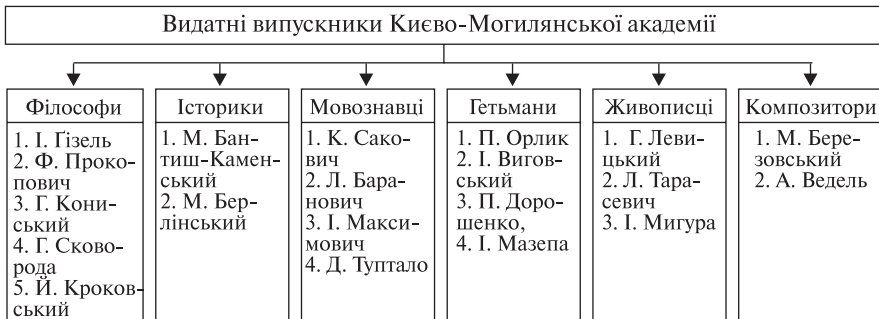 Видатні випускники Києво-Могилянської академії
Філософи
1. І. Ґізель
2. Ф. Проко-
пович
3. Г. Кони-
ський
4. Г. Сково-
рода
5. Й. Кроков-
ський
Історики
1. М. Бан-
тиш-Камен-
ський
2. М. Бер-
лінський
Мовознавці
1. К. Сако-
вич
2. Л. Бара-
нович
3. І. Макси-
мович
4. Д. Туптало
Гетьмани
1. П. Орлик
2. І. Вигов-
ський
3. П. Доро-
шенко,
4. І. Мазепа
Живописці
1. Г. Леви-
цький
2. Л. Тара-
севич
3. І. Мигура
Композитори
1. М. Бере-
зовський
2. А. Ведель